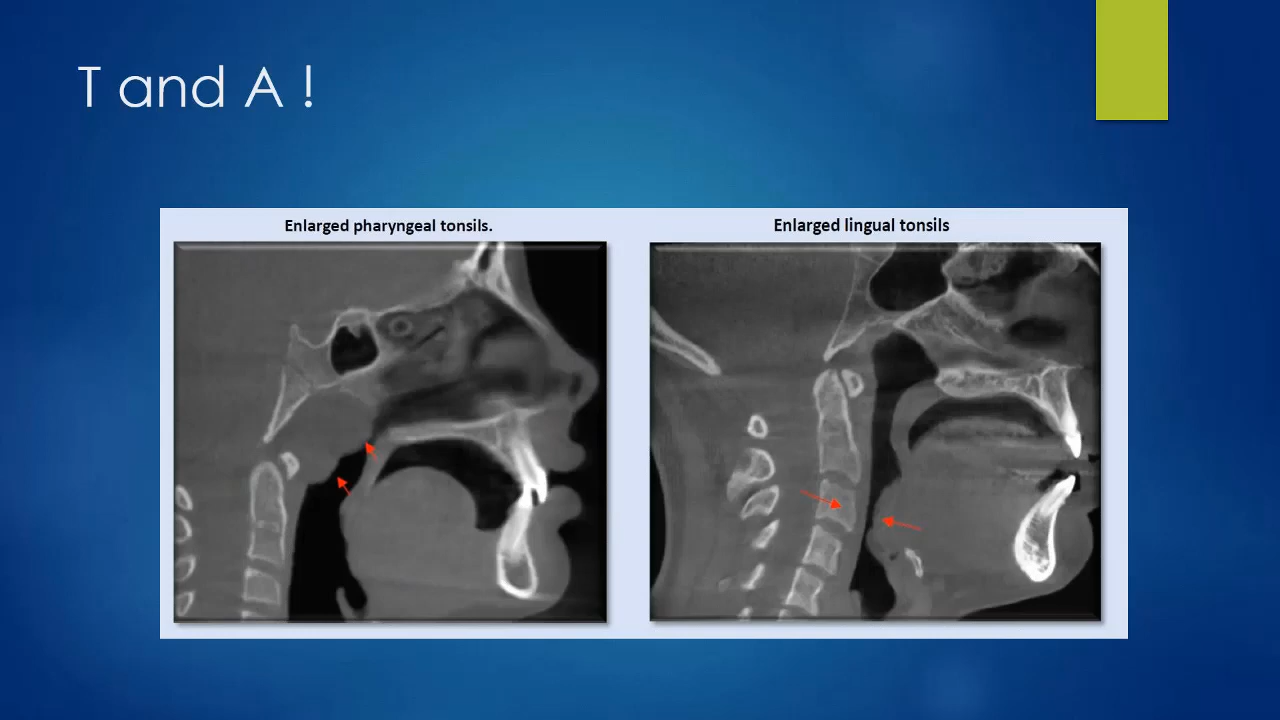 T and A !
Enlarged pharyngeal tonsils.
Enlarged lingual tonsils